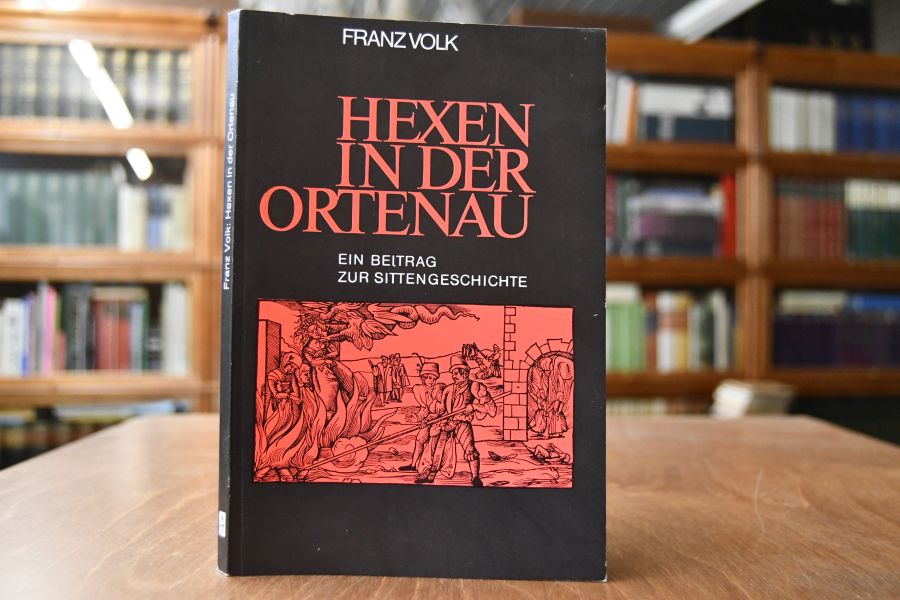 FRANZ VOLK
HEXEN
IN DER
ORTENAU
EIN BEITRAG
ZUR SITTENGESCHICHTE
Franz Volk: Hexen in der Ortenau